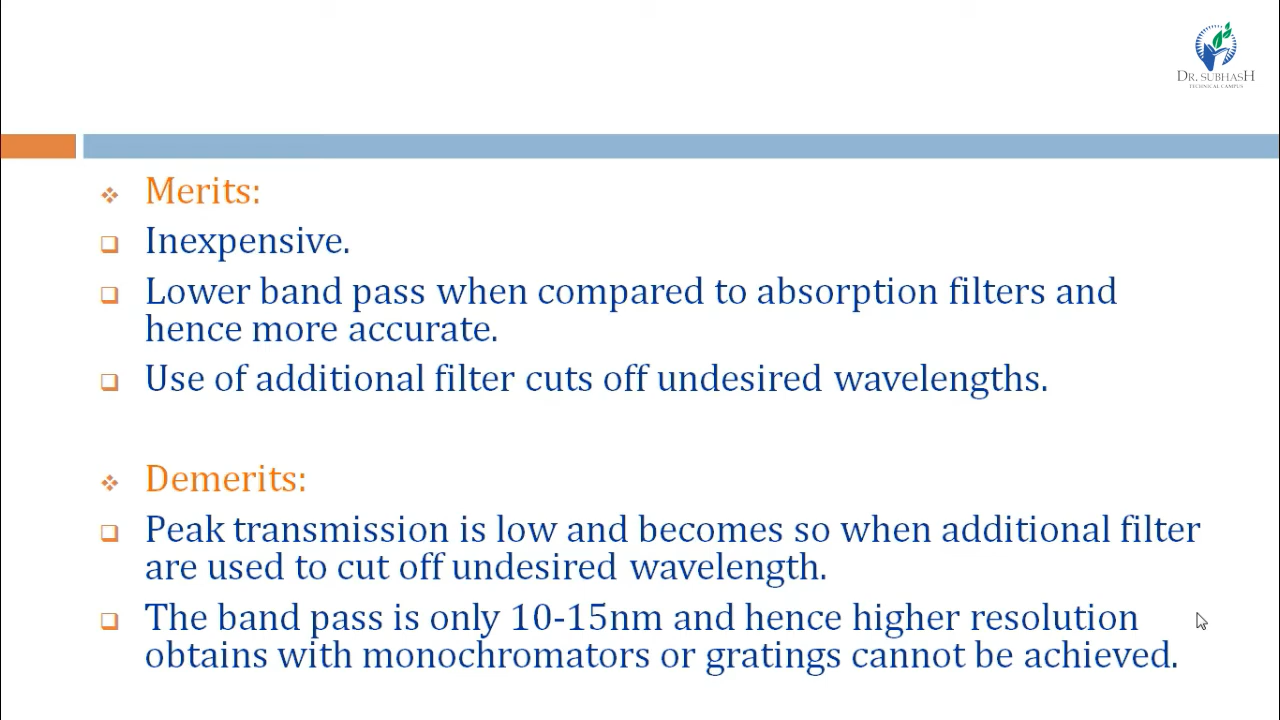 DR. SUBHASH
TECHNICAL CAMPUS
Merits:
Inexpensive.
Lower band pass when compared to absorption filters and
hence more accurate.
Use of additional filter cuts off undesired wavelengths.
Demerits:
Peak transmission is low and becomes so when additional filter
are used to cut off undesired wavelength.
The band pass is only 10-15nm and hence higher resolution
obtains with monochromators or gratings cannot be achieved.